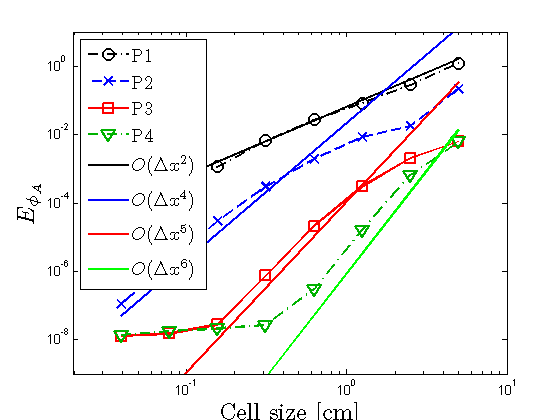 P1
P2
P3
P4
O(Δx²)
O(Δx⁴)
O(Δx⁵)
O(Δx⁶)
10⁰
10⁻²
10⁻⁴
10⁻⁶
10⁻⁸
E_{ϕ_A}
10⁻¹
10⁰
10¹
Cell size [cm]